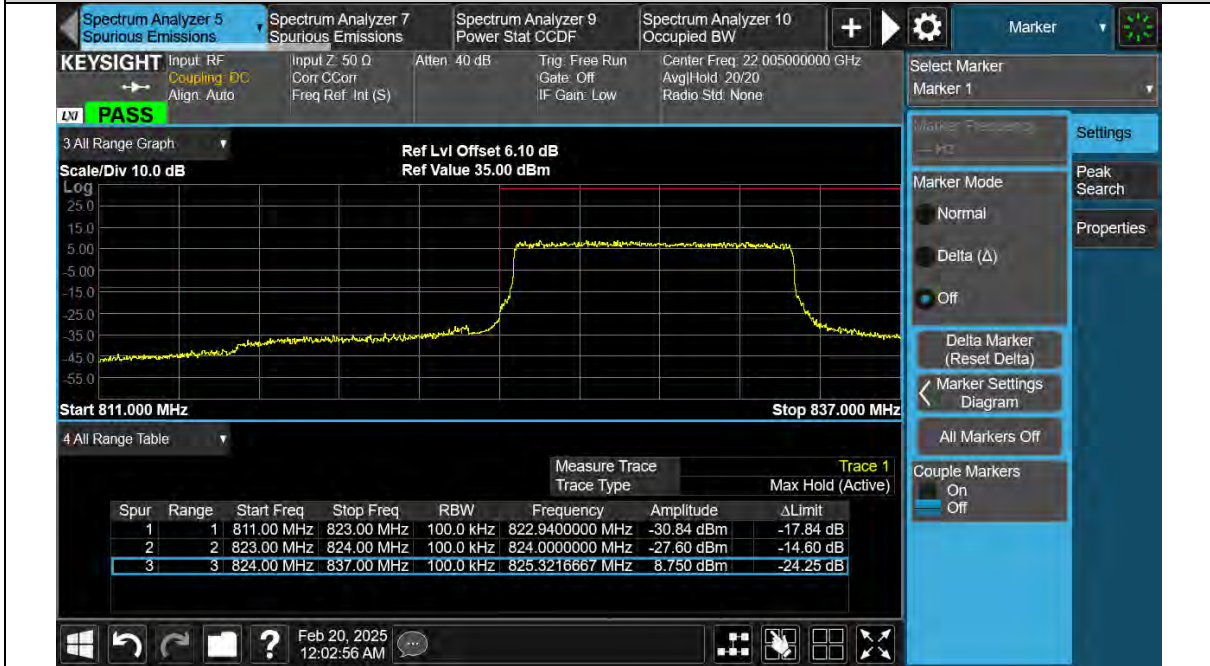 Spectrum Analyzer 5
Spurious Emissions
Spectrum Analyzer 7
Spurious Emissions
Spectrum Analyzer 9
Power Stat CCDF
Spectrum Analyzer 10
Occupied BW
Marker
KEYSIGHT
Input: RF
Coupling: DC
Align: Auto
Input Z: 50 Ω
Corr CCorr
Freq Ref: Int (S)
Atten: 40 dB
Trig: Free Run
Gate: Off
IF Gain: Low
Center Freq: 22.005000000 GHz
Avg|Hold: 20/20
Radio Std: None
LXI
PASS
Select Marker
Marker 1
3 All Range Graph
Ref Lvl Offset 6.10 dB
Scale/Div 10.0 dB
Ref Value 35.00 dBm
Log
25.0
15.0
5.00
-5.00
-15.0
-25.0
-35.0
-45.0
-55.0
Start 811.000 MHz
Stop 837.000 MHz
Marker Frequency
--- Hz
Settings
Marker Mode
Normal
Delta (Δ)
Off
Peak
Search
Properties
Delta Marker
(Reset Delta)
Marker Settings
Diagram
All Markers Off
Couple Markers
On
Off
4 All Range Table
Measure Trace Trace 1
Trace Type Max Hold (Active)
Spur Range Start Freq Stop Freq RBW Frequency Amplitude ΔLimit
1 1 811.00 MHz 823.00 MHz 100.0 kHz 822.9400000 MHz -30.84 dBm -17.84 dB
2 2 823.00 MHz 824.00 MHz 100.0 kHz 824.0000000 MHz -27.60 dBm -14.60 dB
3 3 824.00 MHz 837.00 MHz 100.0 kHz 825.3216667 MHz 8.750 dBm -24.25 dB
?
Feb 20, 2025
12:02:56 AM